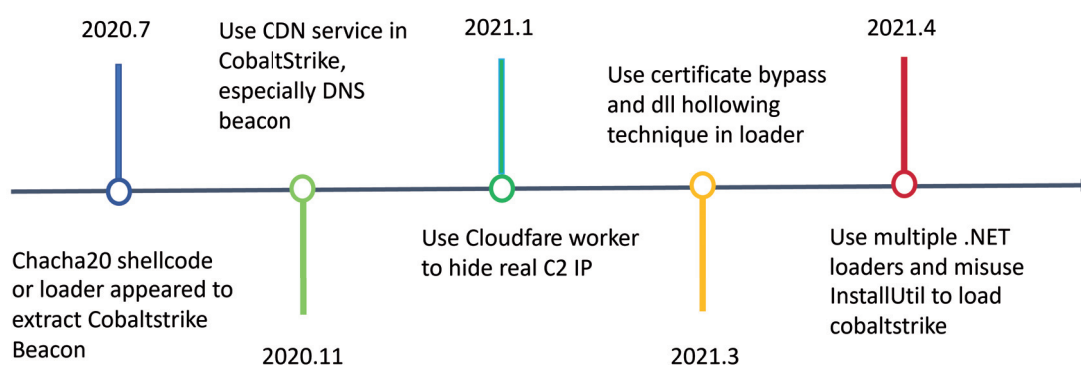 2020.7
Chacha20 shellcode
or loader appeared to
extract Cobaltstrike
Beacon
Use CDN service in
CobaltStrike,
especially DNS
beacon
2020.11
2021.1
Use Cloudfare worker
to hide real C2 IP
Use certificate bypass
and dll hollowing
technique in loader
2021.3
2021.4
Use multiple .NET
loaders and misuse
InstallUtil to load
cobaltstrike